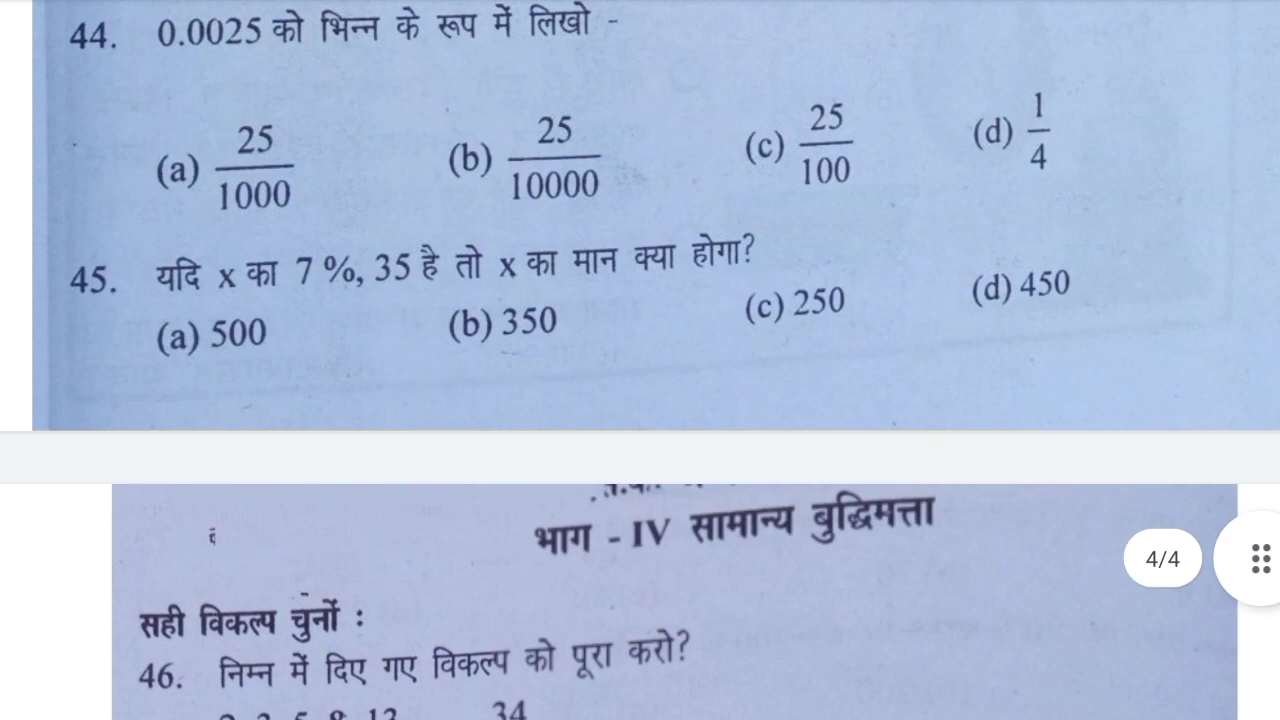 44. 0.0025 को भिन्न के रूप में लिखो -
(a) 25/1000 (b) 25/10000 (c) 25/100 (d) 1/4
45. यदि x का 7 %, 35 है तो x का मान क्या होगा?
(a) 500 (b) 350 (c) 250 (d) 450
भाग - IV सामान्य बुद्धिमत्ता
4/4
सही विकल्प चुनों :
46. निम्न में दिए गए विकल्प को पूरा करो?
34